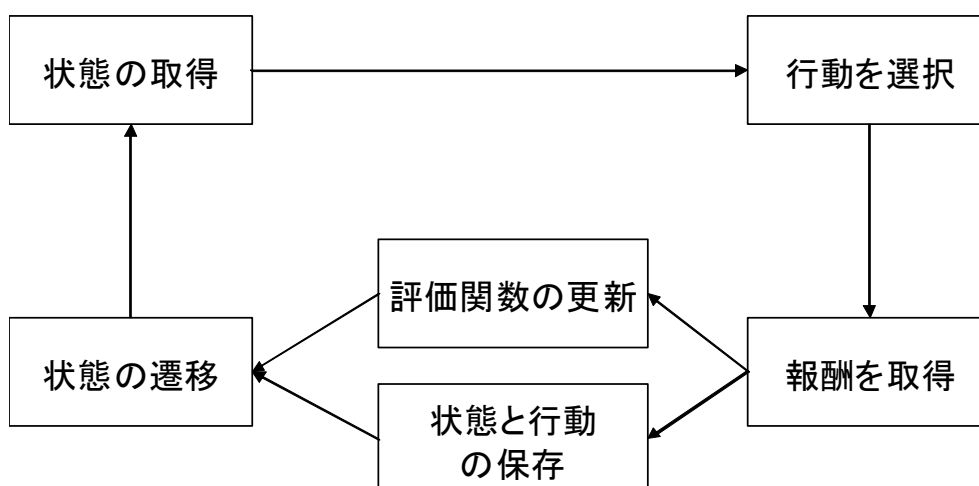 状態の取得
行動を選択
評価関数の更新
状態の遷移
報酬を取得
状態と行動
の保存